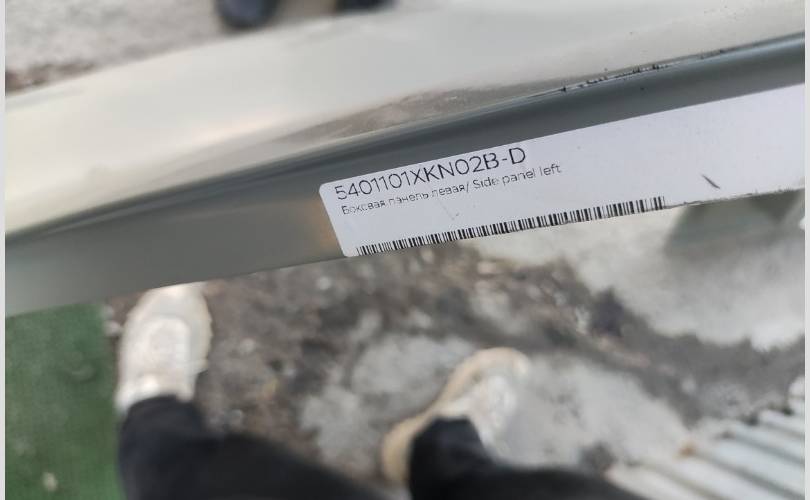 5401101XKN02B-D
Боковая панель левая/ Side panel left